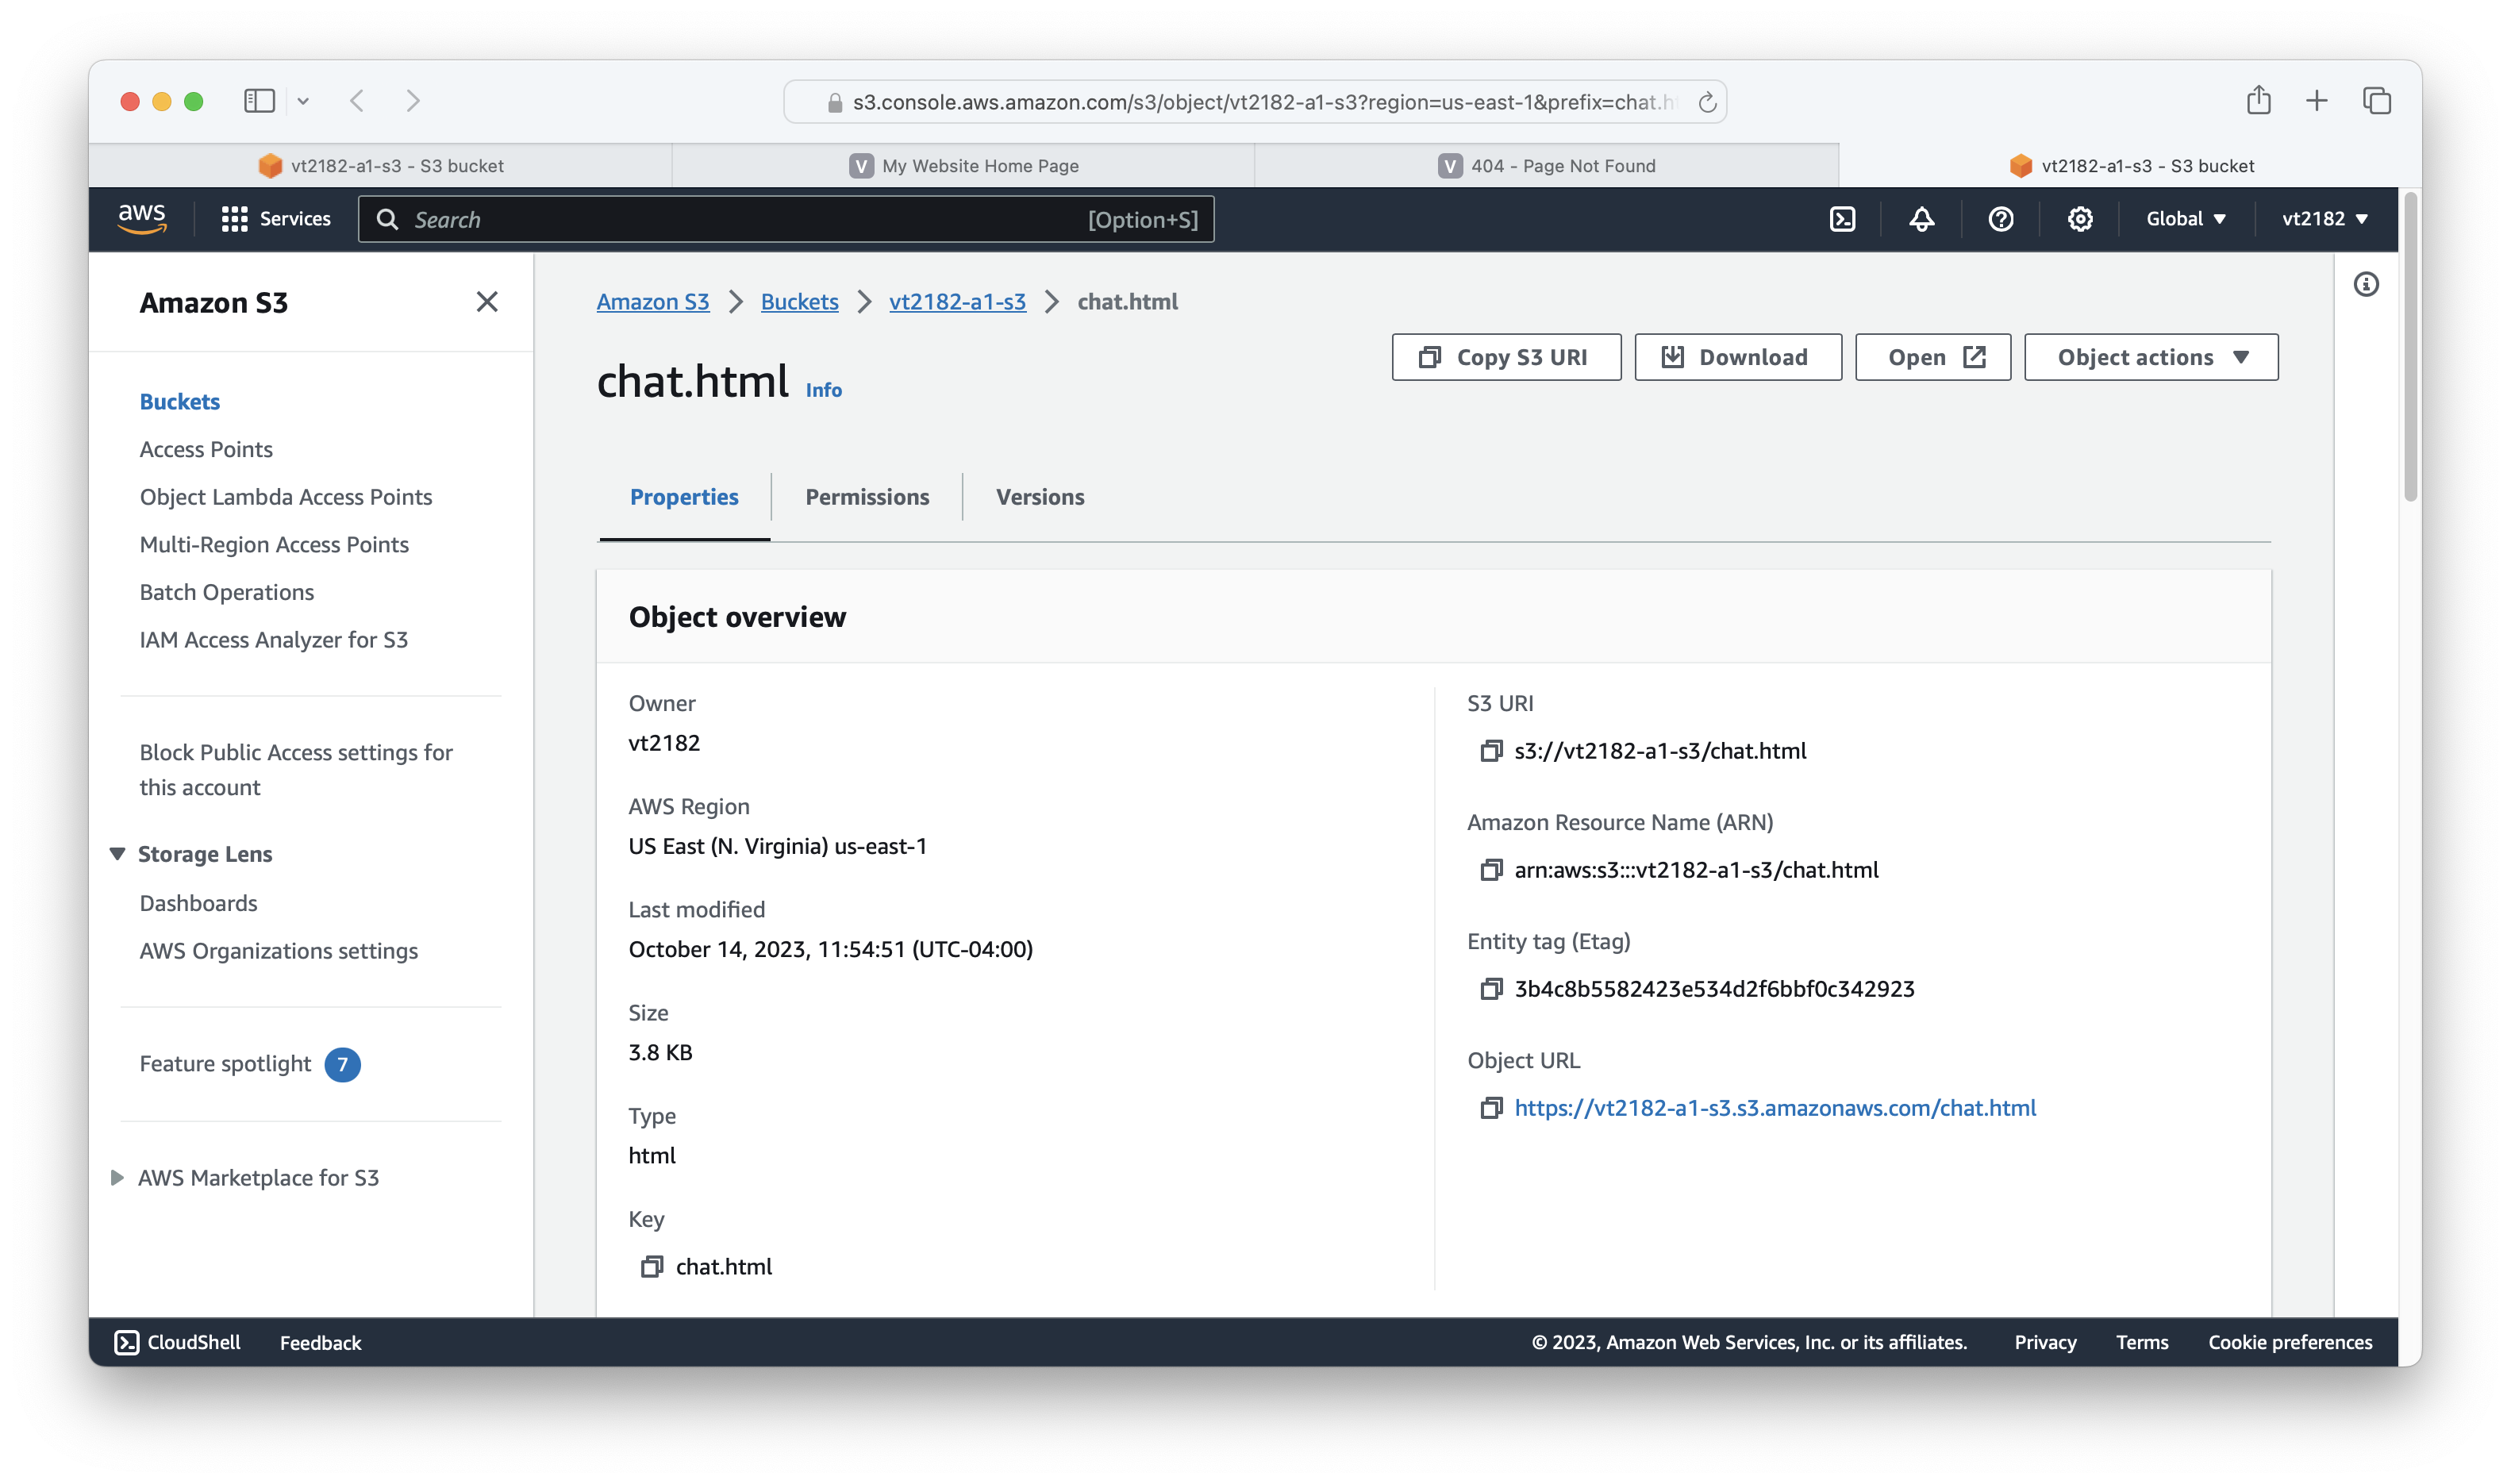 s3.console.aws.amazon.com/s3/object/vt2182-a1-s3?region=us-east-1&prefix=chat.h
vt2182-a1-s3 - S3 bucket
V My Website Home Page
V 404 - Page Not Found
vt2182-a1-s3 - S3 bucket
aws
Services
Search
[Option+S]
Global
vt2182
Amazon S3
Buckets
Access Points
Object Lambda Access Points
Multi-Region Access Points
Batch Operations
IAM Access Analyzer for S3
Block Public Access settings for
this account
Storage Lens
Dashboards
AWS Organizations settings
Feature spotlight 7
AWS Marketplace for S3
Amazon S3
Buckets
vt2182-a1-s3
chat.html
chat.html Info
Copy S3 URI
Download
Open
Object actions
Properties
Permissions
Versions
Object overview
Owner
vt2182
AWS Region
US East (N. Virginia) us-east-1
Last modified
October 14, 2023, 11:54:51 (UTC-04:00)
Size
3.8 KB
Type
html
Key
chat.html
S3 URI
s3://vt2182-a1-s3/chat.html
Amazon Resource Name (ARN)
arn:aws:s3:::vt2182-a1-s3/chat.html
Entity tag (Etag)
3b4c8b5582423e534d2f6bbf0c342923
Object URL
https://vt2182-a1-s3.s3.amazonaws.com/chat.html
CloudShell
Feedback
© 2023, Amazon Web Services, Inc. or its affiliates.
Privacy
Terms
Cookie preferences